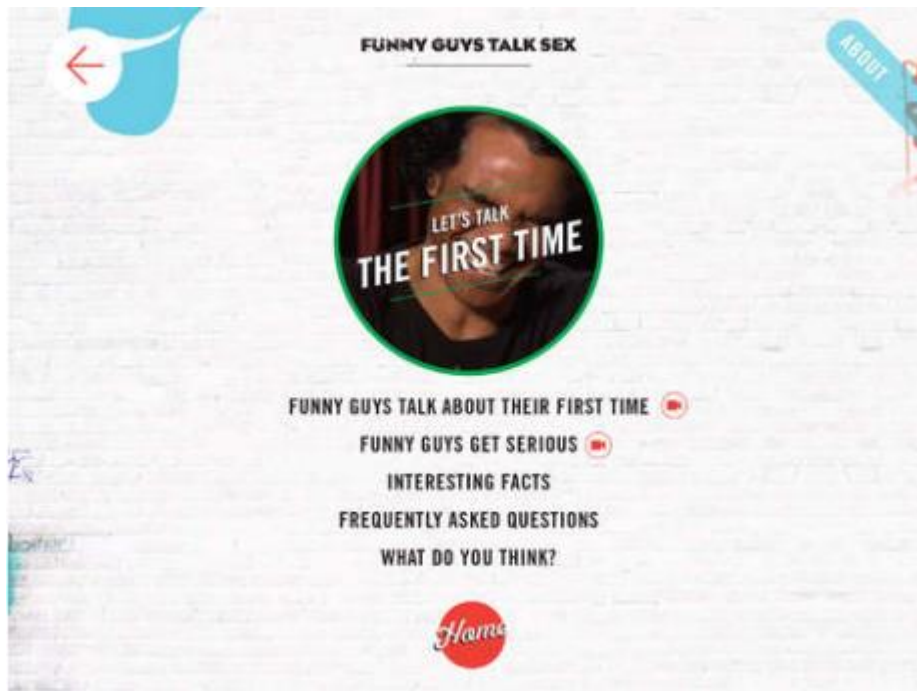 FUNNY GUYS TALK SEX
ABOUT
LET'S TALK
THE FIRST TIME
FUNNY GUYS TALK ABOUT THEIR FIRST TIME
FUNNY GUYS GET SERIOUS
INTERESTING FACTS
FREQUENTLY ASKED QUESTIONS
WHAT DO YOU THINK?
Home